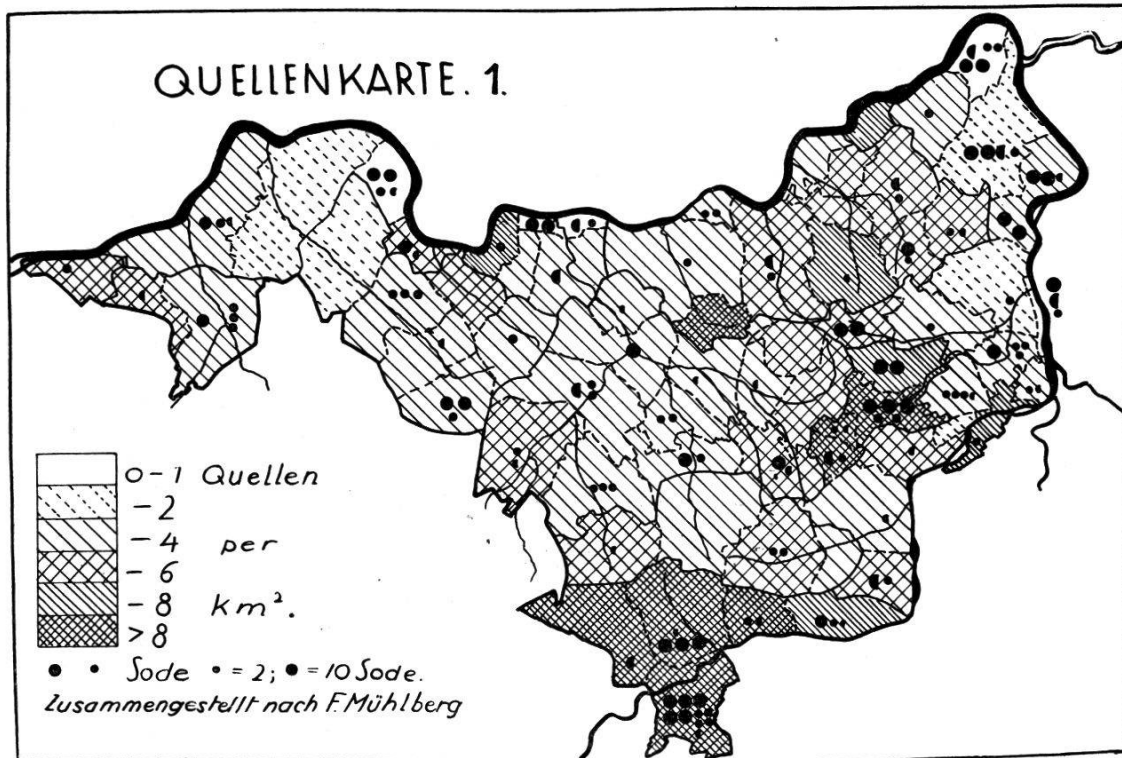 QUELLENKARTE. 1.
0-1 Quellen
-2
-4 per
-6
-8 km².
>8
● • Sode • = 2; ● = 10 Sode.
Zusammengestellt nach F. Mühlberg